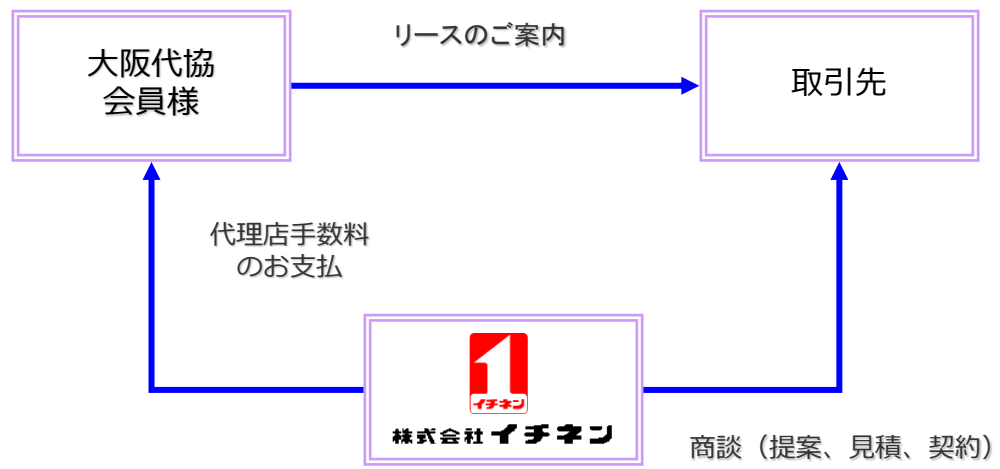 リースのご案内
大阪代協
会員様
取引先
代理店手数料
のお支払
イチネン
株式会社イチネン
商談（提案、見積、契約）